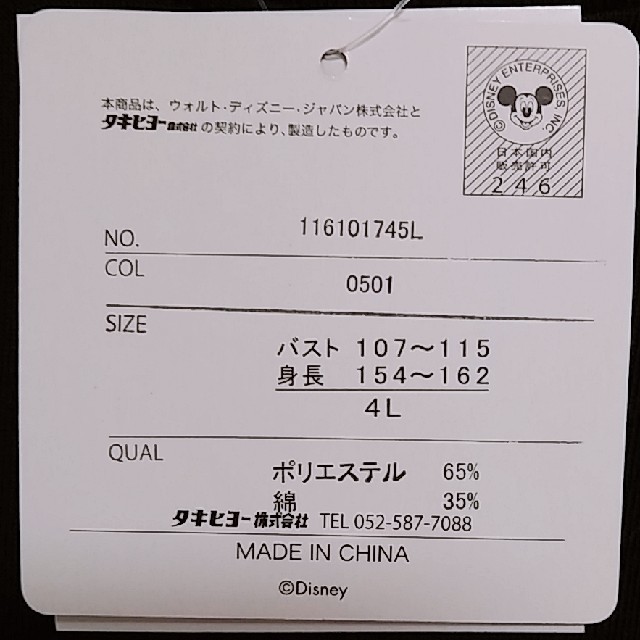 本商品は、ウォルト・ディズニー・ジャパン株式会社と
タキヒヨー株式会社の契約により、製造したものです。
©DISNEY ENTERPRISES, INC.
日本国内
販売許可
246
NO. 116101745L
COL 0501
SIZE
バスト 107～115
身長 154～162
4L
QUAL
ポリエステル 65%
綿 35%
タキヒヨー株式会社 TEL 052-587-7088
MADE IN CHINA
©Disney